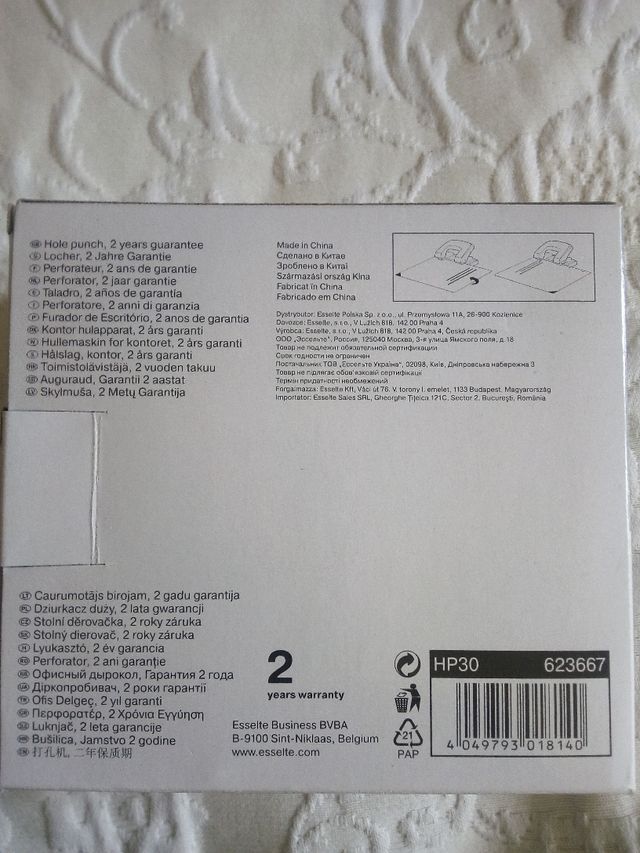 Hole punch, 2 years guarantee
Locher, 2 Jahre Garantie
Perforateur, 2 ans de garantie
Perforator, 2 jaar garantie
Taladro, 2 años de garantía
Perforatore, 2 anni di garanzia
Furador de Escritório, 2 anos de garantia
Kontor hulapparat, 2 års garanti
Hullemaskin for kontoret, 2 års garanti
Hålslag, kontor, 2 års garanti
Toimistolävistäjä, 2 vuoden takuu
Auguraud, Garantii 2 aastat
LV Skylmuša, 2 Metų Garantija
Made in China
Сделано в Китае
Зроблено в Китаї
Származási ország Kína
Fabricat în China
Fabricado em China
Dystrybutor: Esselte Polska Sp. z o.o., ul. Przemysłowa 11A, 26-900 Kozienice
Dovozce: Esselte, s.r.o., V Lužích 818, 142 00 Praha 4
Výrobca: Esselte, s.r.o., V Lužích 818, 142 00 Praha 4, Česká republika
ООО „Эсселте", Россия, 125040 Москва, 3-я улица Ямского поля, д. 18
Товар не подлежит обязательной сертификации
Срок годности не ограничен
Постачальник ТОВ „Ессельте Україна", 02098, Київ, Дніпровська набережна 3
Товар не підлягає обов'язковій сертифікації
Термін придатності необмежений
Forgalmazza: Esselte Kft, Váci út 76. V. torony I. emelet, 1133 Budapest, Magyarország
Importator: Esselte Sales SRL, Gheorghe Țițeica 121C, Sector 2, București, România
LT Caurumotājs birojam, 2 gadu garantija
PL Dziurkacz duży, 2 lata gwarancji
CZ Stolní děrovačka, 2 roky záruka
SK Stolný dierovač, 2 roky záruka
H Lyukasztó, 2 év garancia
Perforator, 2 ani garanție
Офисный дырокол, Гарантия 2 года
Діркопробивач, 2 роки гарантії
Ofis Delgeç, 2 yıl garanti
Περφορατέρ, 2 Χρόνια Εγγύηση
Luknjač, 2 leta garancije
Bušilica, Jamstvo 2 godine
打孔机, 二年保质期
2
years warranty
Esselte Business BVBA
B-9100 Sint-Niklaas, Belgium
www.esselte.com
21
PAP
HP30 623667
4 049793 018140